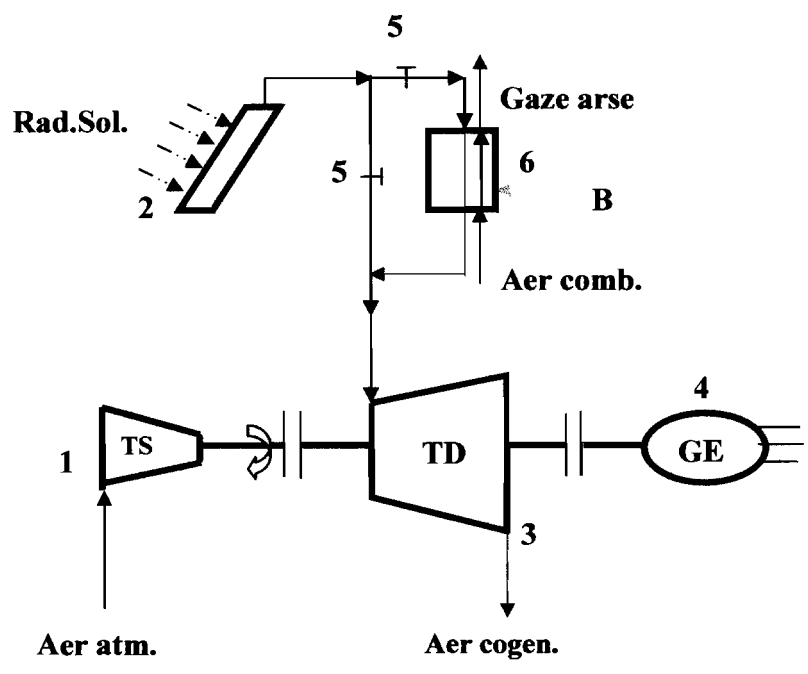 5
Gaze arse
Rad.Sol.
5
6
2
B
Aer comb.
4
TS
TD
GE
1
3
Aer atm.
Aer cogen.